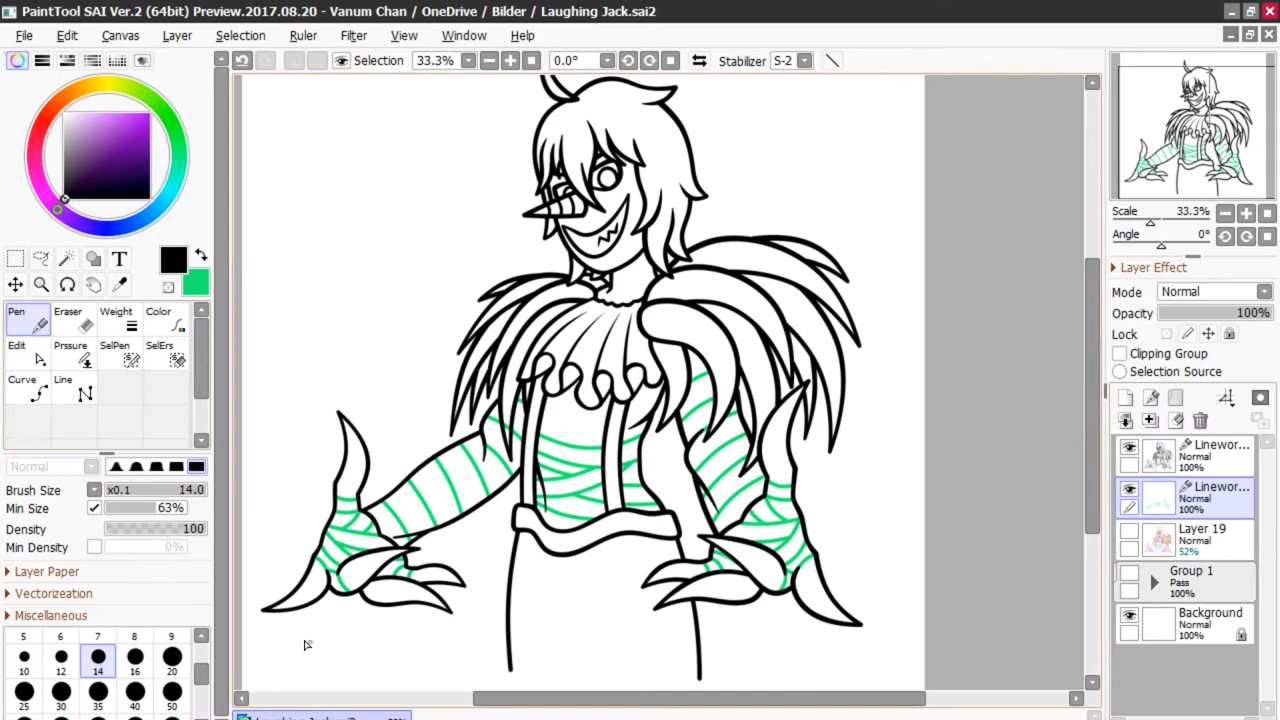 PaintTool SAI Ver.2 (64bit) Preview.2017.08.20 - Vanum Chan / OneDrive / Bilder / Laughing Jack.sai2
File Edit Canvas Layer Selection Ruler Filter View Window Help
Selection 33.3% 0.0° Stabilizer S-2
Scale 33.3%
Angle 0°
Layer Effect
Mode Normal
Opacity 100%
Lock
Clipping Group
Selection Source
Linewor...
Normal
100%
Linewor...
Normal
100%
Layer 19
Normal
52%
Group 1
Pass
100%
Background
Normal
100%
T
Pen Eraser Weight Color
Edit Prssure SelPen SelErs
Curve Line
Normal
Brush Size x0.1 14.0
Min Size 63%
Density 100
Min Density 0%
Layer Paper
Vectorization
Miscellaneous
5 6 7 8 9
10 12 14 16 20
25 30 35 40 50